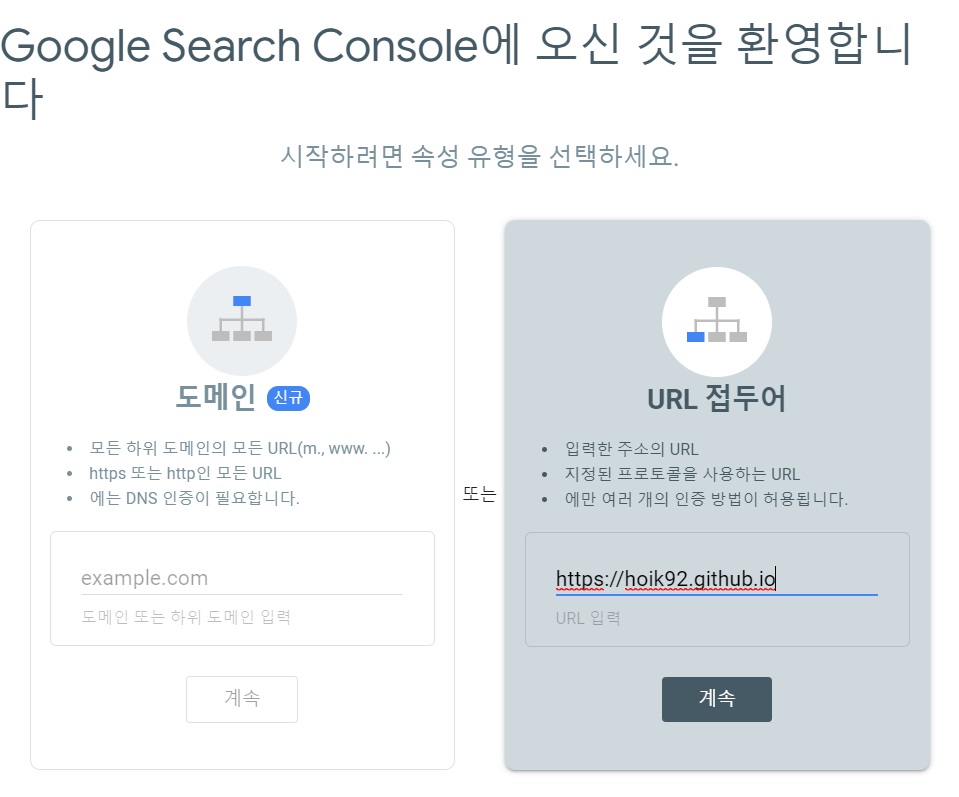 Google Search Console에 오신 것을 환영합니
다
시작하려면 속성 유형을 선택하세요.
도메인 신규
• 모든 하위 도메인의 모든 URL(m., www. ...)
• https 또는 http인 모든 URL
• 에는 DNS 인증이 필요합니다.
example.com
도메인 또는 하위 도메인 입력
계속
또는
URL 접두어
• 입력한 주소의 URL
• 지정된 프로토콜을 사용하는 URL
• 에만 여러 개의 인증 방법이 허용됩니다.
https://hoik92.github.io
URL 입력
계속